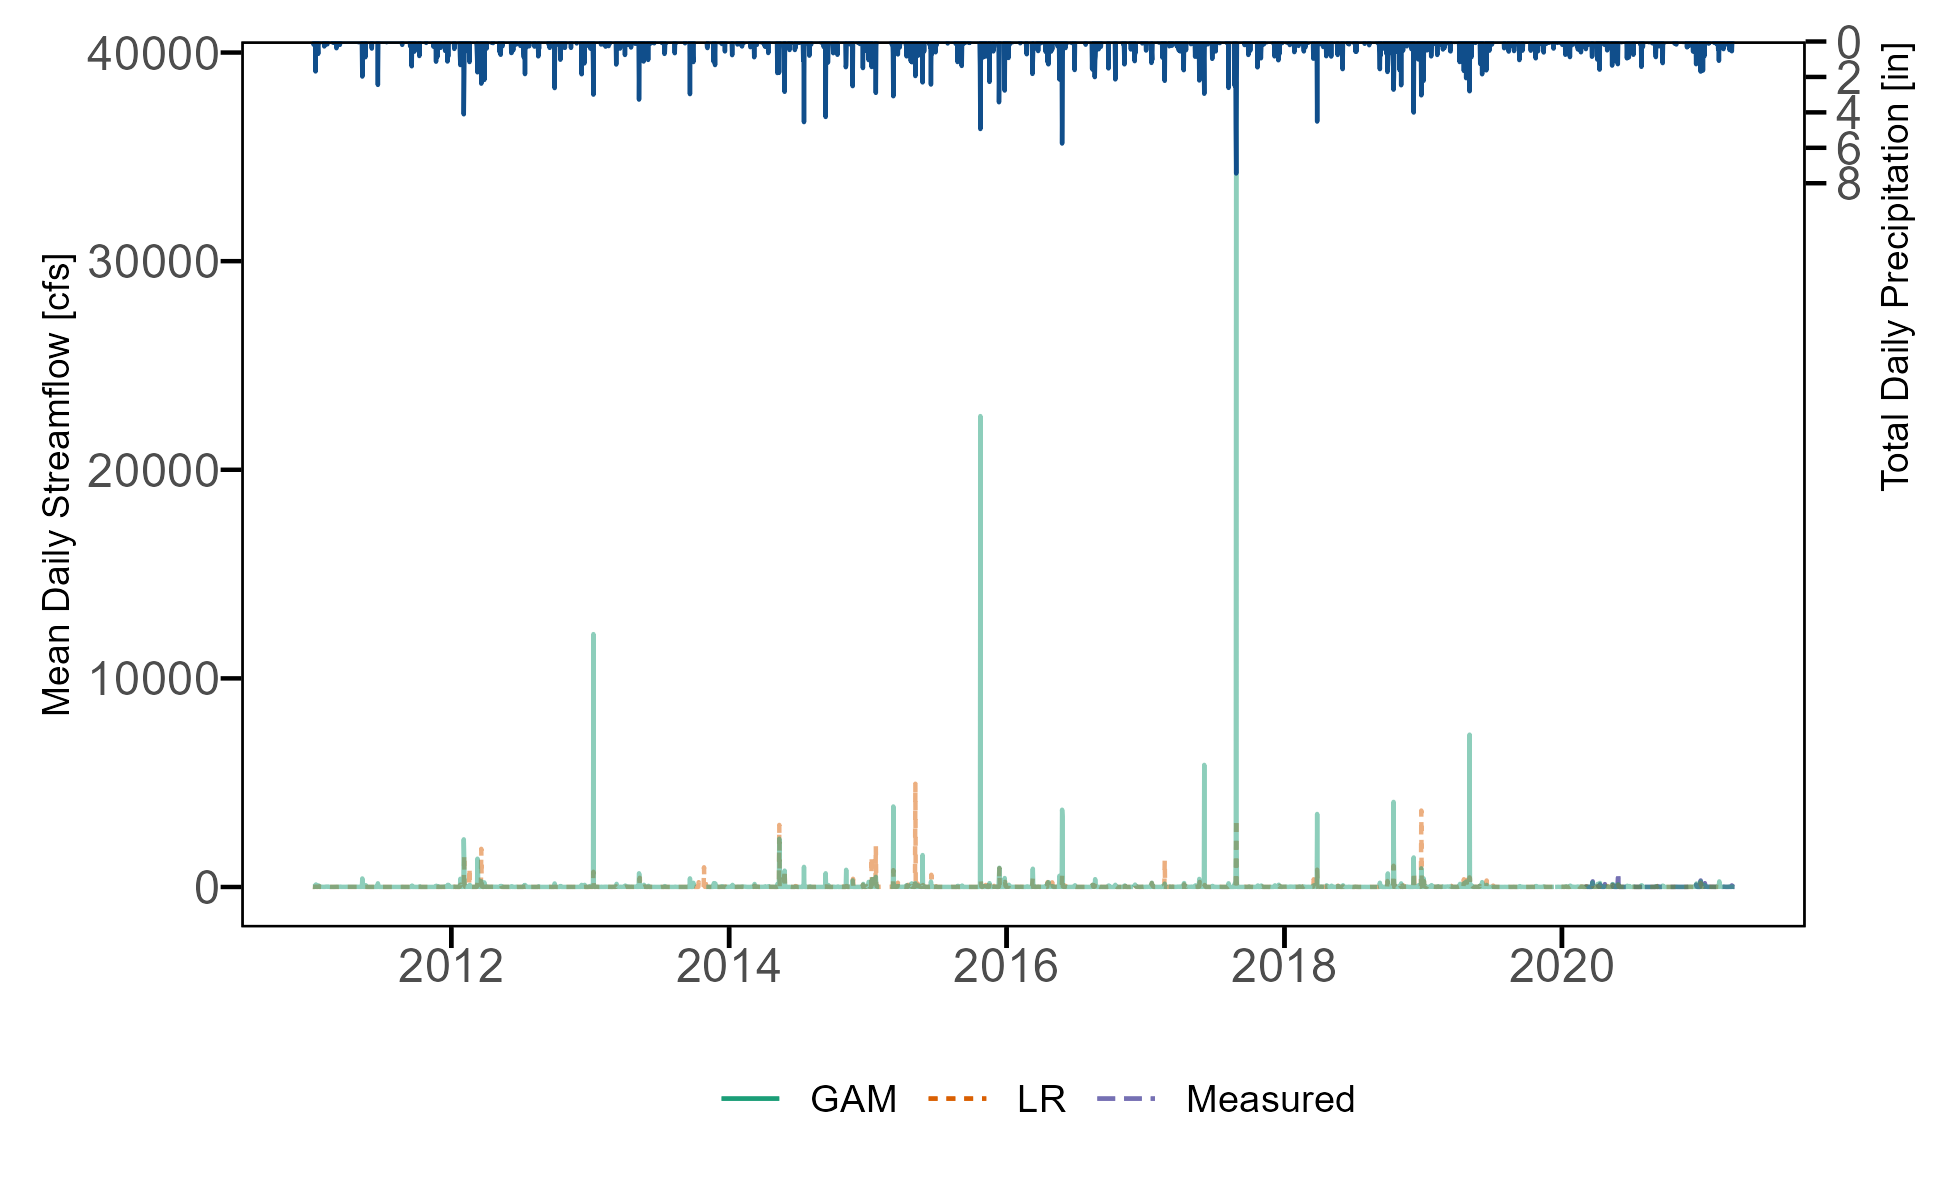 Mean Daily Streamflow [cfs]
40000
30000
20000
10000
0
0
2
4
6
8
Total Daily Precipitation [in]
2012 2014 2016 2018 2020
GAM LR Measured